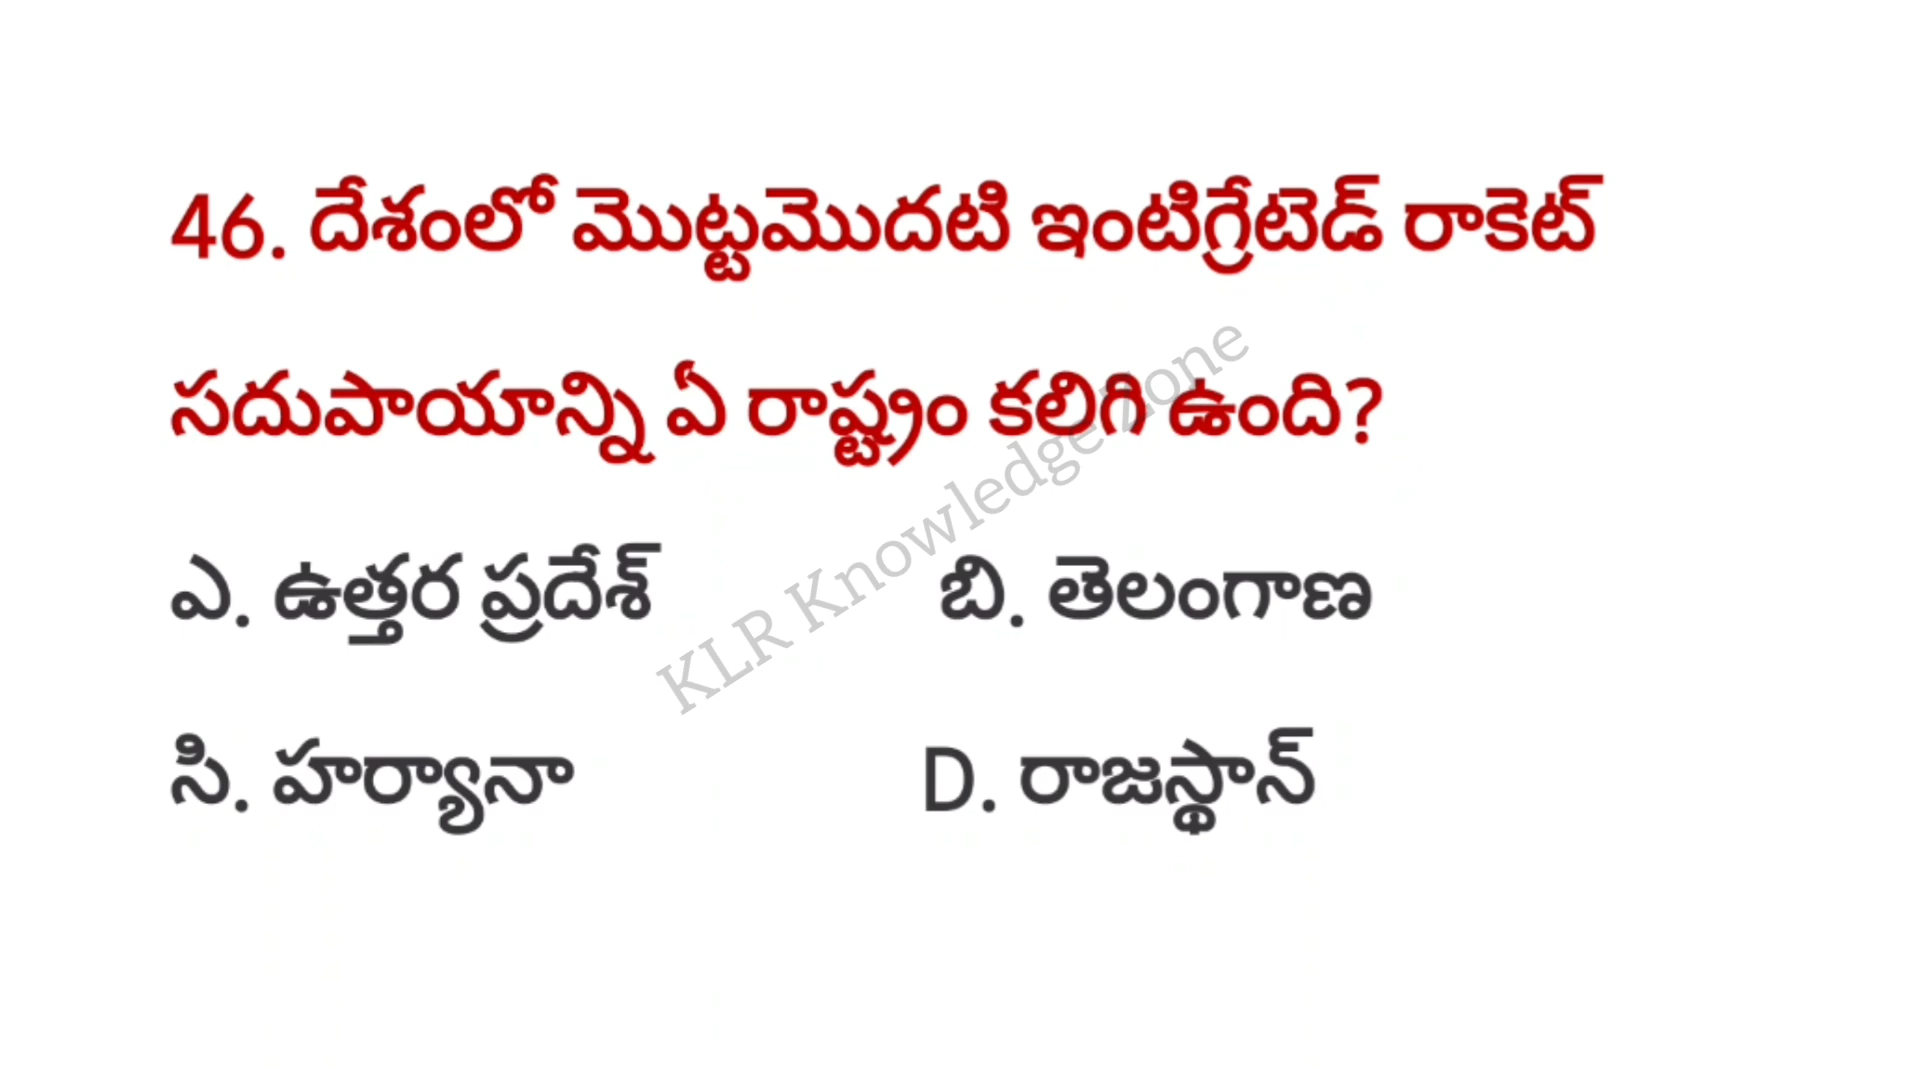 46. దేశంలో మొట్టమొదటి ఇంటిగ్రేటెడ్ రాకెట్
సదుపాయాన్ని ఏ రాష్ట్రం కలిగి ఉంది?
ఎ. ఉత్తర ప్రదేశ్ బి. తెలంగాణ
సి. హర్యానా D. రాజస్థాన్
KLR Knowledge Zone